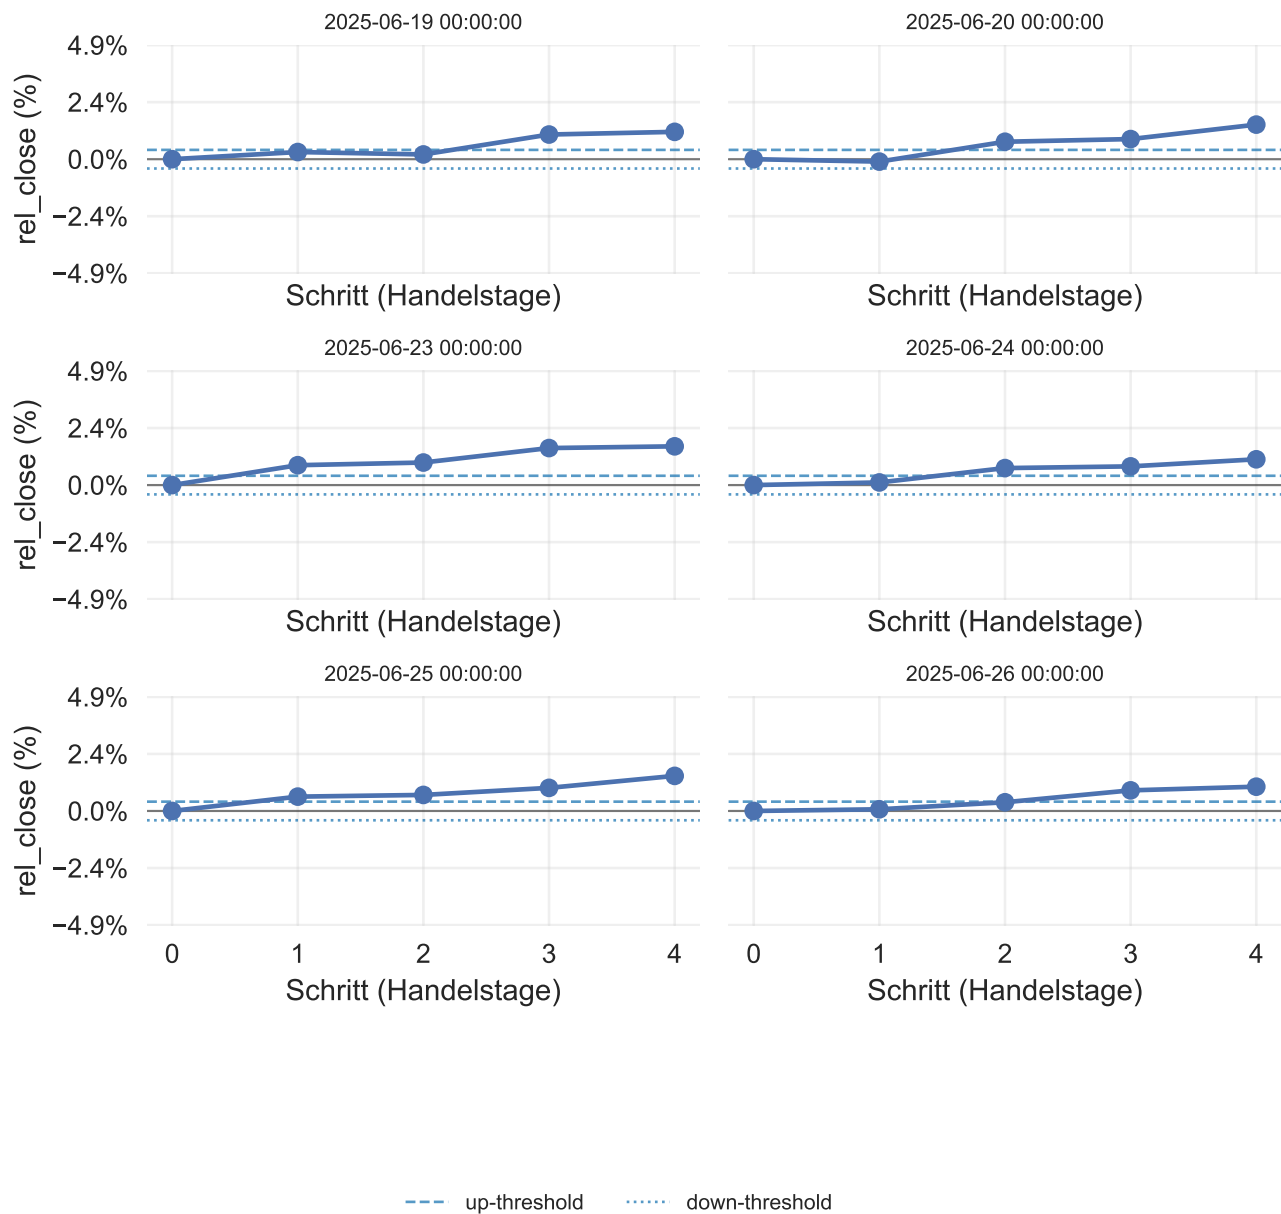 2025-06-19 00:00:00
2025-06-20 00:00:00
4.9%
2.4%
0.0%
−2.4%
−4.9%
rel_close (%)
Schritt (Handelstage)
Schritt (Handelstage)
2025-06-23 00:00:00
2025-06-24 00:00:00
4.9%
2.4%
0.0%
−2.4%
−4.9%
rel_close (%)
Schritt (Handelstage)
Schritt (Handelstage)
2025-06-25 00:00:00
2025-06-26 00:00:00
4.9%
2.4%
0.0%
−2.4%
−4.9%
rel_close (%)
0 1 2 3 4
0 1 2 3 4
Schritt (Handelstage)
Schritt (Handelstage)
up-threshold
down-threshold